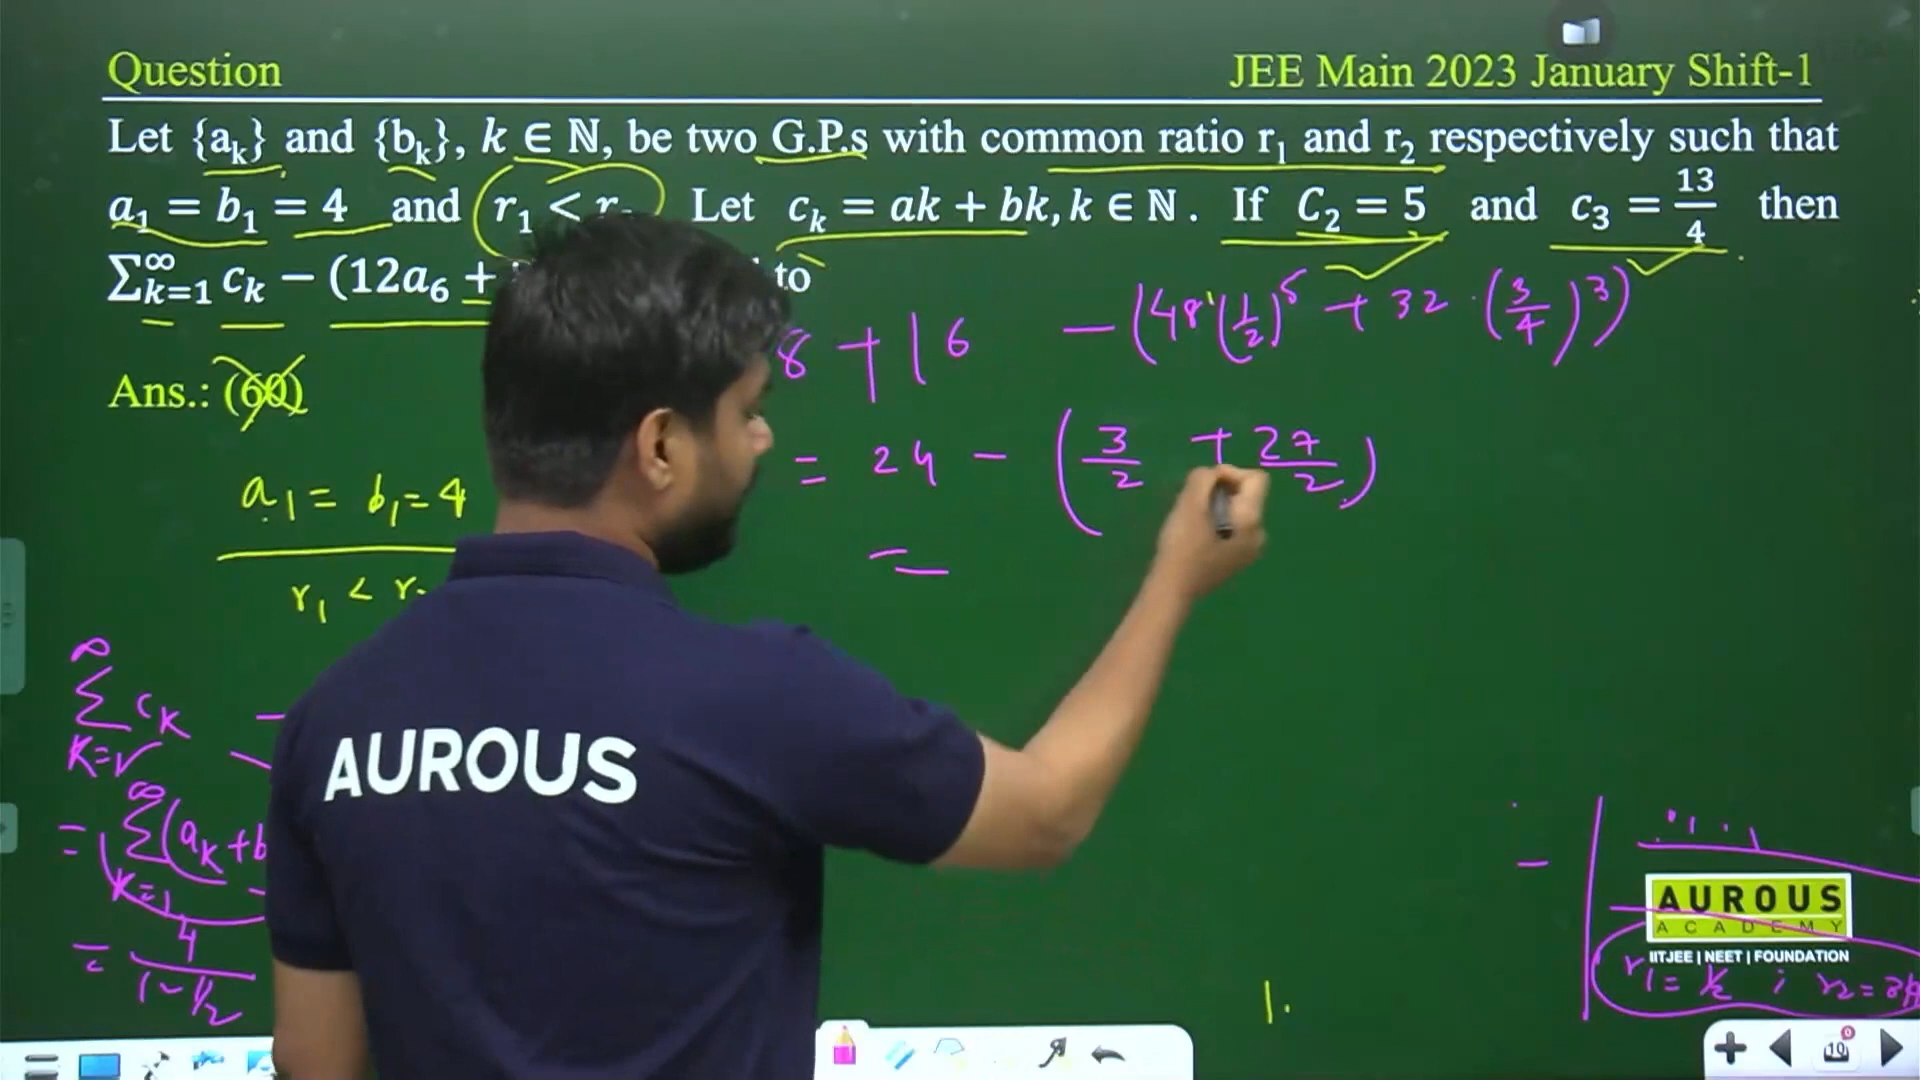 Question
JEE Main 2023 January Shift-1
Let {aₖ} and {bₖ}, k ∈ ℕ, be two G.P.s with common ratio r₁ and r₂ respectively such that
a₁ = b₁ = 4 and r₁ < r Let cₖ = ak + bk, k ∈ ℕ. If C₂ = 5 and c₃ = 13/4 then
∑ₖ₌₁^∞ cₖ − (12a₆ + to
8 + 16 − (48 (1/2)⁵ + 32 · (3/4)³)
Ans.: (60)
= 24 − (3/2 + 27/2)
a₁ = b₁ = 4
=
r₁ < r
∞
∑ cK −
K=1
∞
= ∑ (aK + b
K=1
= 4/(1 − 1/2)
AUROUS
AUROUS
ACADEMY
IITJEE | NEET | FOUNDATION
r₁ = 1/2 ; r₂ = 3/4
1.
10
0